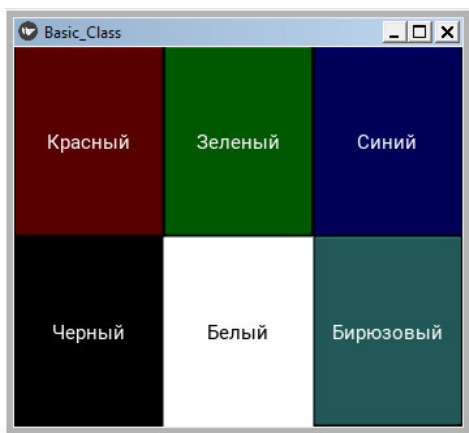 Basic_Class
Красный Зеленый Синий
Черный Белый Бирюзовый